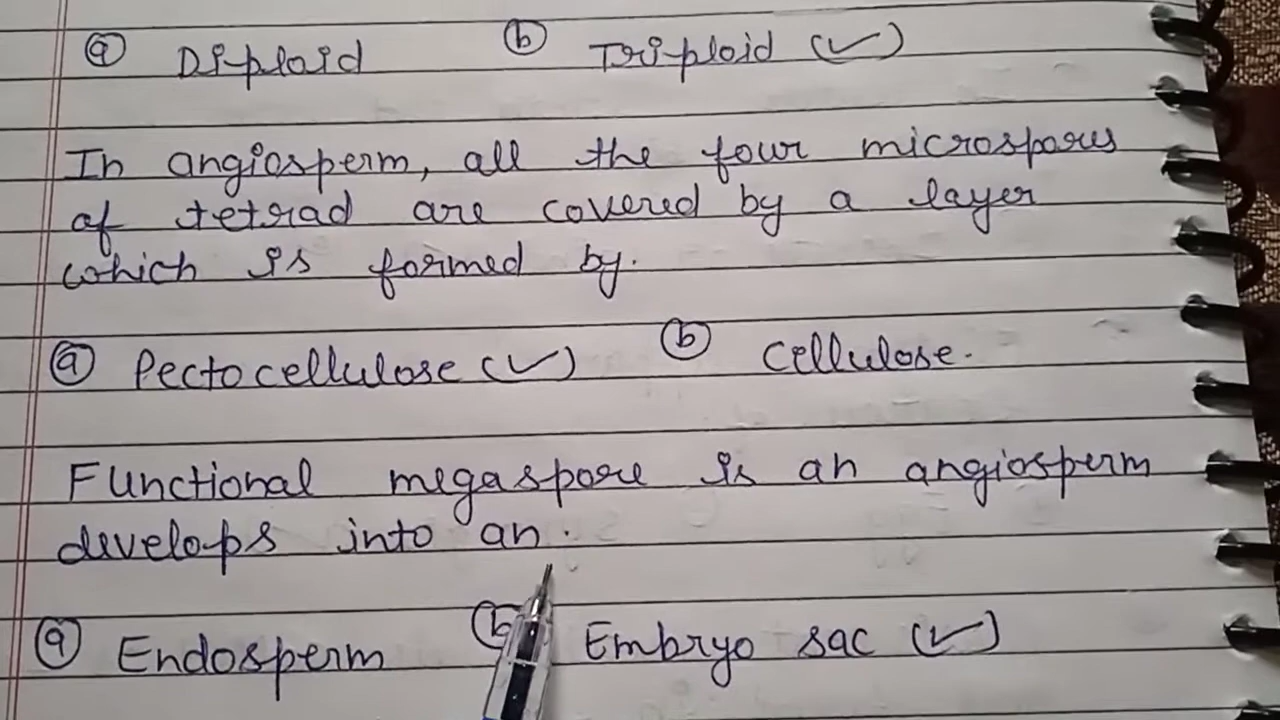 (a) Diploid (b) Triploid (✓)
In angiosperm, all the four microspores
of tetrad are covered by a layer
which is formed by.
(a) Pectocellulose (✓) (b) Cellulose.
Functional megaspore is an angiosperm
develops into an.
(a) Endosperm (b) Embryo sac (✓)